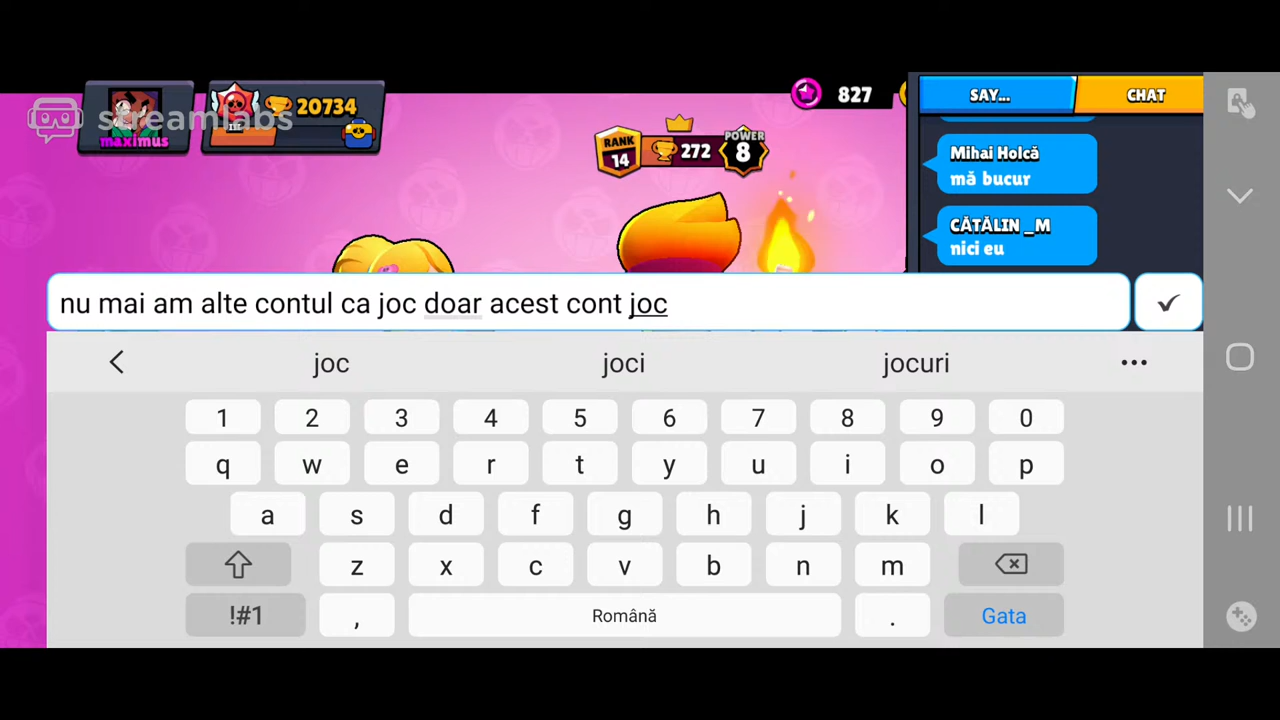 streamlabs
maximus
III
20734
827
RANK
14
272
POWER
8
SAY...
CHAT
Mihai Holcă
mă bucur
CĂTĂLIN _M
nici eu
nu mai am alte contul ca joc doar acest cont joc
joc joci jocuri
1 2 3 4 5 6 7 8 9 0
q w e r t y u i o p
a s d f g h j k l
z x c v b n m
!#1 , Română . Gata